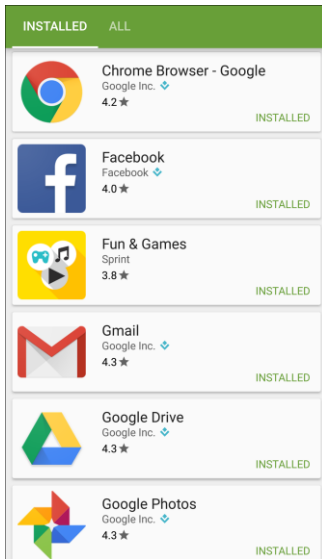 INSTALLED ALL
Chrome Browser - Google
Google Inc.
4.2★
INSTALLED
Facebook
Facebook
4.0★
INSTALLED
Fun & Games
Sprint
3.8★
INSTALLED
Gmail
Google Inc.
4.3★
INSTALLED
Google Drive
Google Inc.
4.3★
INSTALLED
Google Photos
Google Inc.
4.3★
INSTALLED